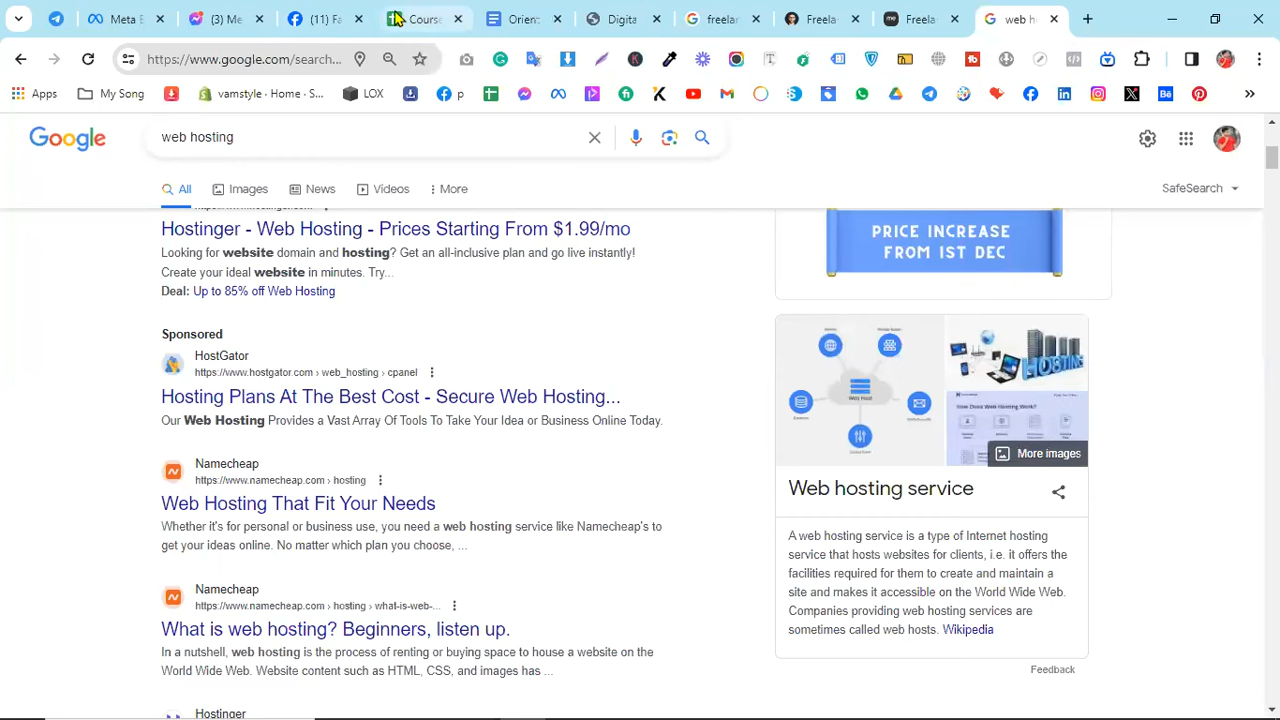 Meta E
(3) Me
(11) Fa
Course
Orient
Digita
freelar
Freela
Freela
web h
https://www.google.com/search...
Apps
My Song
vamstyle · Home · S...
LOX
p
Google
web hosting
All
Images
News
Videos
More
SafeSearch
Hostinger - Web Hosting - Prices Starting From $1.99/mo
Looking for website domain and hosting? Get an all-inclusive plan and go live instantly!
Create your ideal website in minutes. Try...
Deal: Up to 85% off Web Hosting
Sponsored
HostGator
https://www.hostgator.com › web_hosting › cpanel
Hosting Plans At The Best Cost - Secure Web Hosting...
Our Web Hosting Provides a Vast Array Of Tools To Take Your Idea or Business Online Today.
Namecheap
https://www.namecheap.com › hosting
Web Hosting That Fit Your Needs
Whether it's for personal or business use, you need a web hosting service like Namecheap's to
get your ideas online. No matter which plan you choose, ...
Namecheap
https://www.namecheap.com › hosting › what-is-web-...
What is web hosting? Beginners, listen up.
In a nutshell, web hosting is the process of renting or buying space to house a website on the
World Wide Web. Website content such as HTML, CSS, and images has ...
Hostinger
PRICE INCREASE
FROM 1ST DEC
Web Host
HOSTING
How Does Web Hosting Work?
More images
Web hosting service
A web hosting service is a type of Internet hosting
service that hosts websites for clients, i.e. it offers the
facilities required for them to create and maintain a
site and makes it accessible on the World Wide Web.
Companies providing web hosting services are
sometimes called web hosts. Wikipedia
Feedback